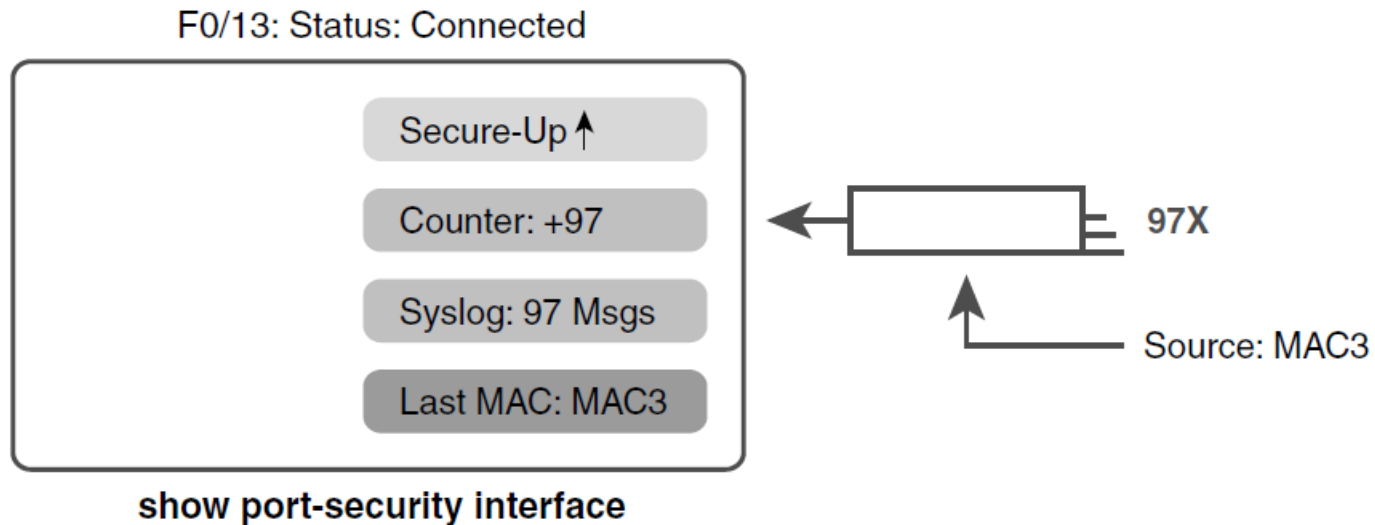 F0/13: Status: Connected
Secure-Up
Counter: +97
Syslog: 97 Msgs
Last MAC: MAC3
97X
Source: MAC3
show port-security interface